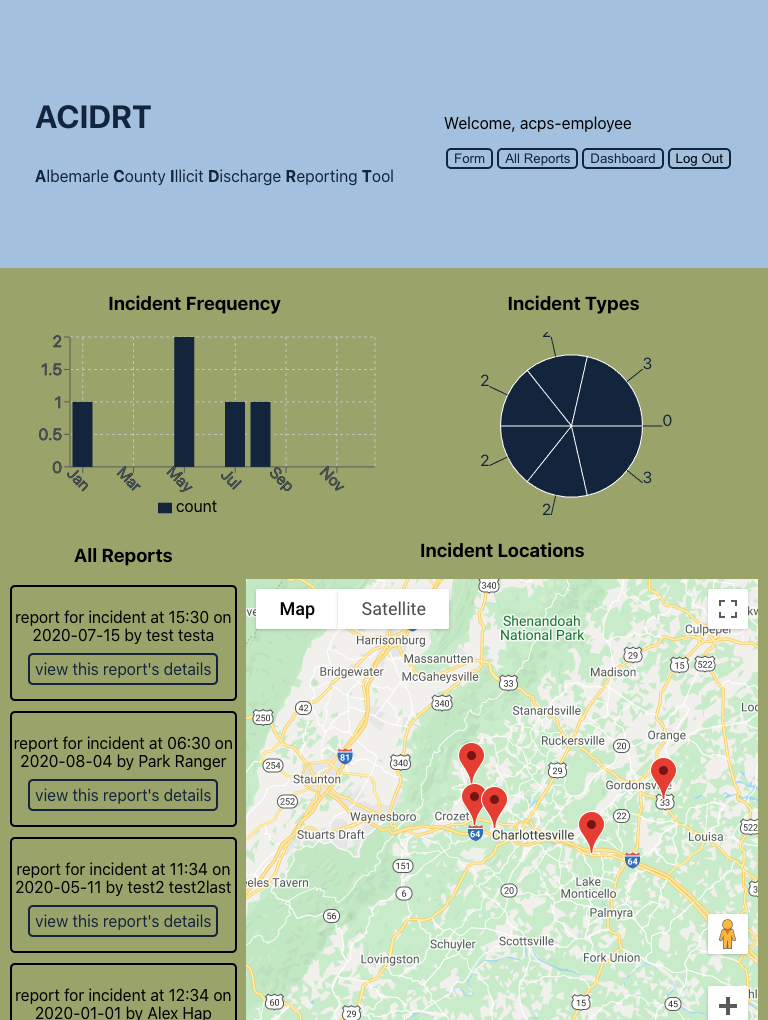 ACIDRT
Albemarle County Illicit Discharge Reporting Tool
Welcome, acps-employee
Form
All Reports
Dashboard
Log Out
Incident Frequency
2
1.5
1
0.5
0
Jan
Mar
May
Jul
Sep
Nov
count
Incident Types
2
3
2
0
2
3
2
All Reports
report for incident at 15:30 on
2020-07-15 by test testa
view this report's details
report for incident at 06:30 on
2020-08-04 by Park Ranger
view this report's details
report for incident at 11:34 on
2020-05-11 by test2 test2last
view this report's details
report for incident at 12:34 on
2020-01-01 by Alex Hap
Incident Locations
Map
Satellite
340
Shenandoah
National Park
Culpeper
Harrisonburg
29
15
522
Massanutten
Bridgewater
McGaheysville
33
Madison
340
42
250
Stanardsville
Orange
Ruckersville
20
81
254
340
29
Staunton
Gordonsv
33
252
Waynesboro
Crozet
22
Stuarts Draft
64
Charlottesville
Louisa
522
64
151
eles Tavern
6
20
Lake
Monticello
56
Palmyra
Schuyler
Scottsville
Lovingston
Fork Union
60
29
15
45